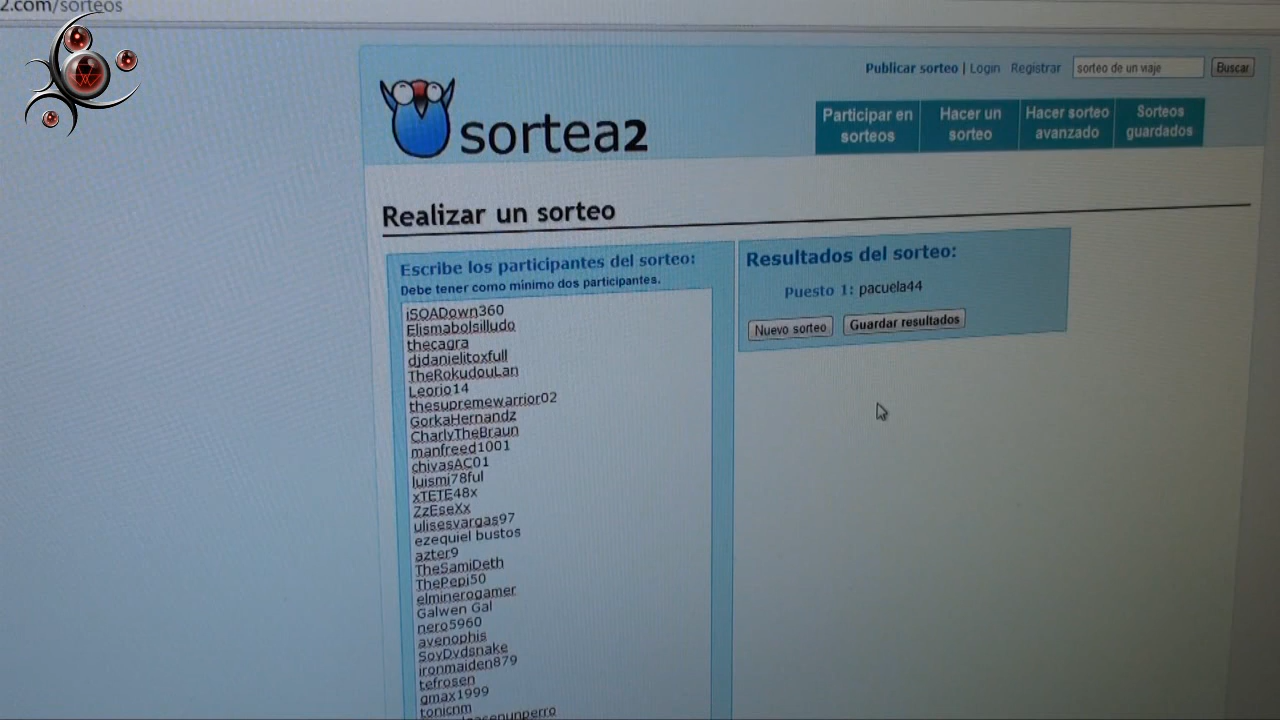 2.com/sorteos
Publicar sorteo | Login Registrar sorteo de un viaje Buscar
sortea2
Participar en sorteos
Hacer un sorteo
Hacer sorteo avanzado
Sorteos guardados
Realizar un sorteo
Escribe los participantes del sorteo:
Debe tener como mínimo dos participantes.
iSOADown360
Elismabolsilludo
thecagra
djdanielitoxfull
TheRokudouLan
Leorio14
thesupremewarrior02
GorkaHernandz
CharlyTheBraun
manfreed1001
chivasAC01
luismi78ful
xTETE48x
ZzEseXx
ulisesvargas97
ezequiel bustos
azter9
TheSamiDeth
ThePepi50
elminerogamer
Galwen Gal
nero5960
avenophis
SoyDvdsnake
ironmaiden879
tefrosen
gmax1999
tonicnm
Resultados del sorteo:
Puesto 1: pacuela44
Nuevo sorteo Guardar resultados